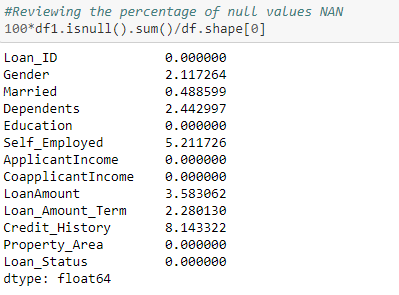 #Reviewing the percentage of null values NAN
100*df1.isnull().sum()/df.shape[0]
Loan_ID 0.000000
Gender 2.117264
Married 0.488599
Dependents 2.442997
Education 0.000000
Self_Employed 5.211726
ApplicantIncome 0.000000
CoapplicantIncome 0.000000
LoanAmount 3.583062
Loan_Amount_Term 2.280130
Credit_History 8.143322
Property_Area 0.000000
Loan_Status 0.000000
dtype: float64